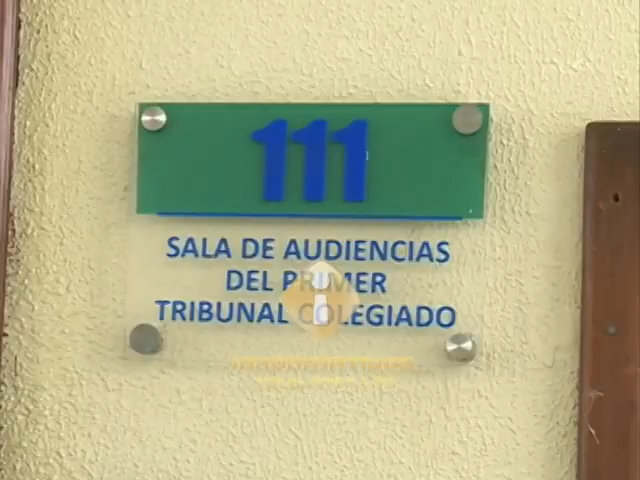 111
SALA DE AUDIENCIAS
DEL PRIMER
TRIBUNAL COLEGIADO